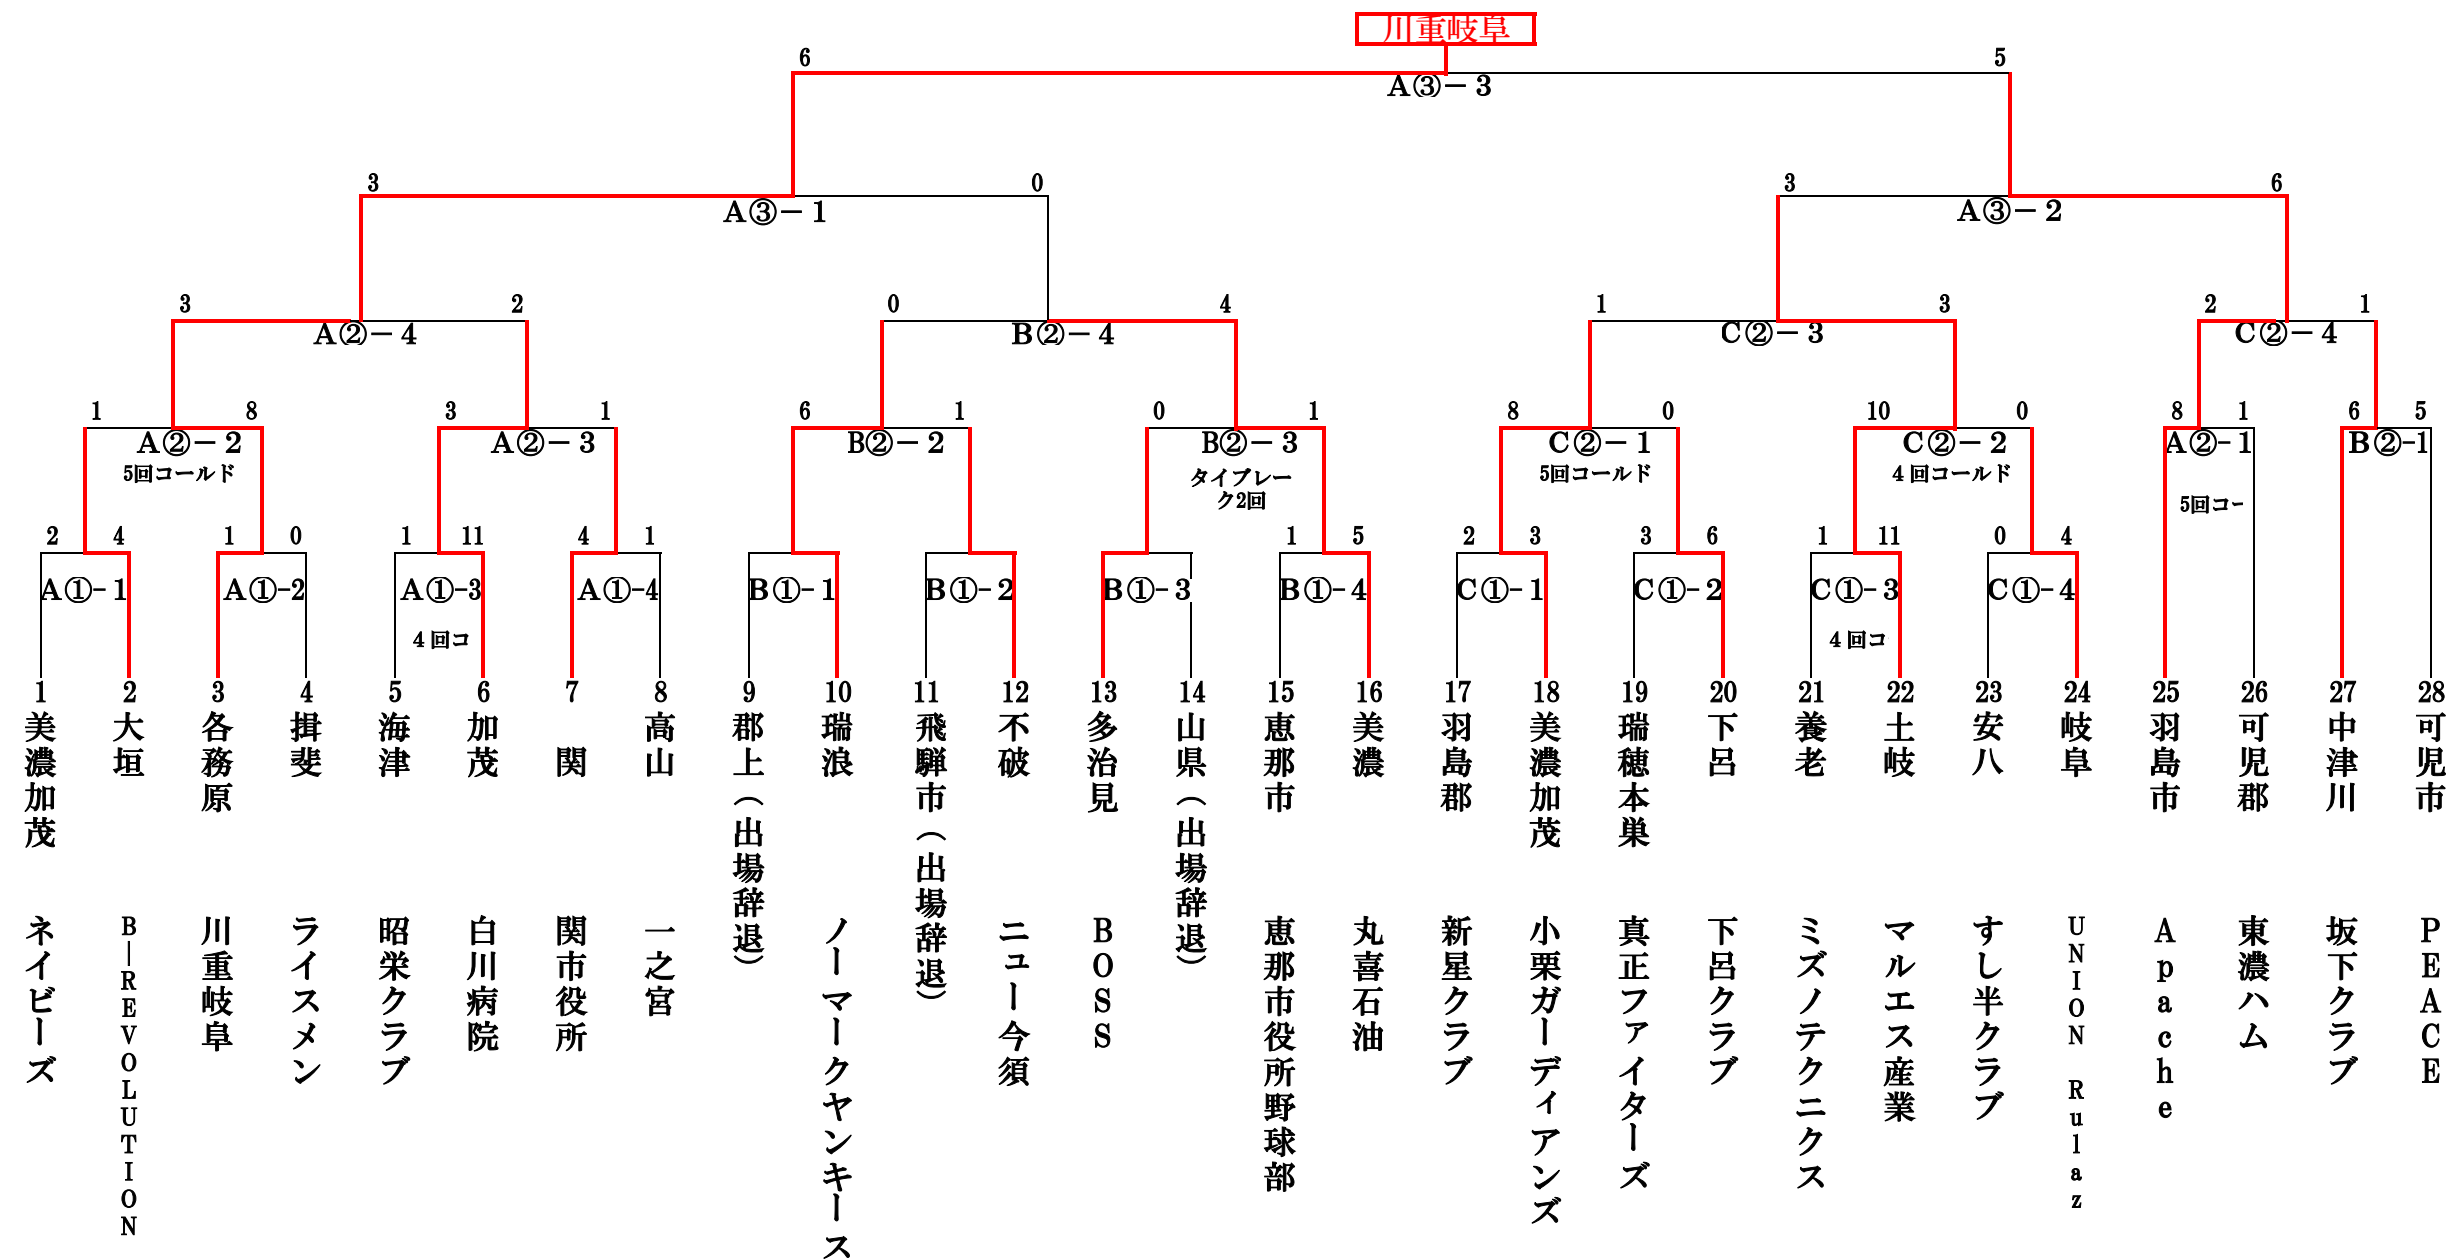 川重岐阜
6 5
A③－3
3 0 3 6
A③－1 A③－2
3 2 0 4 1 3 2 1
A②－4 B②－4 C②－3 C②－4
1 8 3 1 6 1 0 1 8 0 10 0 8 1 6 5
A②－2 A②－3 B②－2 B②－3 C②－1 C②－2 A②-1 B②-1
5回コールド タイブレー 5回コールド 4回コールド
ク2回 5回コー
2 4 1 0 1 11 4 1 1 5 2 3 3 6 1 11 0 4
A①-1 A①-2 A①-3 A①-4 B①-1 B①-2 B①-3 B①-4 C①-1 C①-2 C①-3 C①-4
4回コ 4回コ
1 美濃加茂 ネイビーズ
2 大垣 B―REVOLUTION
3 各務原 川重岐阜
4 揖斐 ライスメン
5 海津 昭栄クラブ
6 加茂 白川病院
7 関 関市役所
8 高山 一之宮
9 郡上（出場辞退）
10 瑞浪 ノーマークヤンキース
11 飛騨市（出場辞退）
12 不破 ニュー今須
13 多治見 BOSS
14 山県（出場辞退）
15 恵那市 恵那市役所野球部
16 美濃 丸喜石油
17 羽島郡 新星クラブ
18 美濃加茂 小栗ガーディアンズ
19 瑞穂本巣 真正ファイターズ
20 下呂 下呂クラブ
21 養老 ミズノテクニクス
22 土岐 マルエス産業
23 安八 すし半クラブ
24 岐阜 UNION Rulaz
25 羽島市 Apache
26 可児郡 東濃ハム
27 中津川 坂下クラブ
28 可児市 PEACE